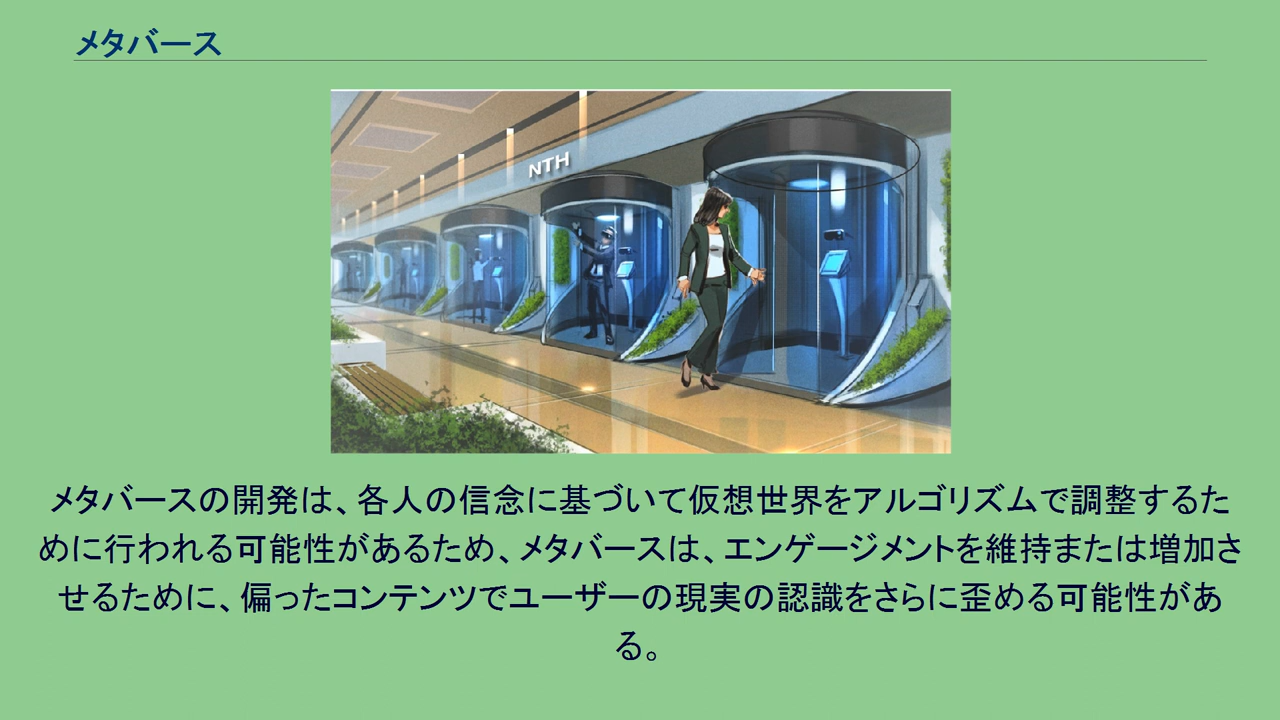 メタバース
NTH
メタバースの開発は、各人の信念に基づいて仮想世界をアルゴリズムで調整するた
めに行われる可能性があるため、メタバースは、エンゲージメントを維持または増加さ
せるために、偏ったコンテンツでユーザーの現実の認識をさらに歪める可能性があ
る。